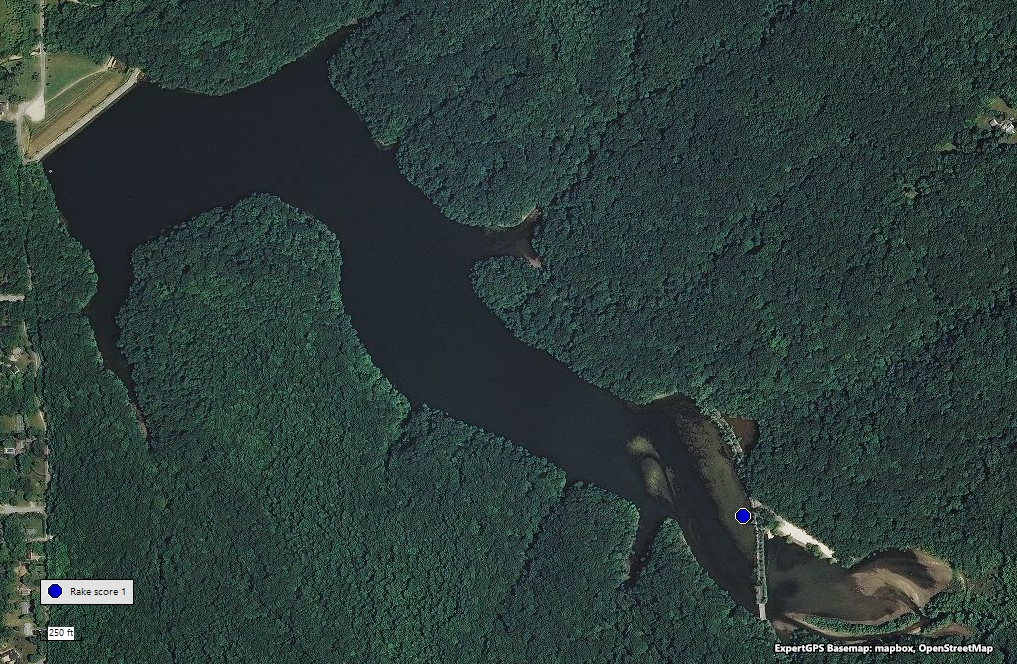 Rake score 1
250 ft
ExpertGPS Basemap: mapbox, OpenStreetMap